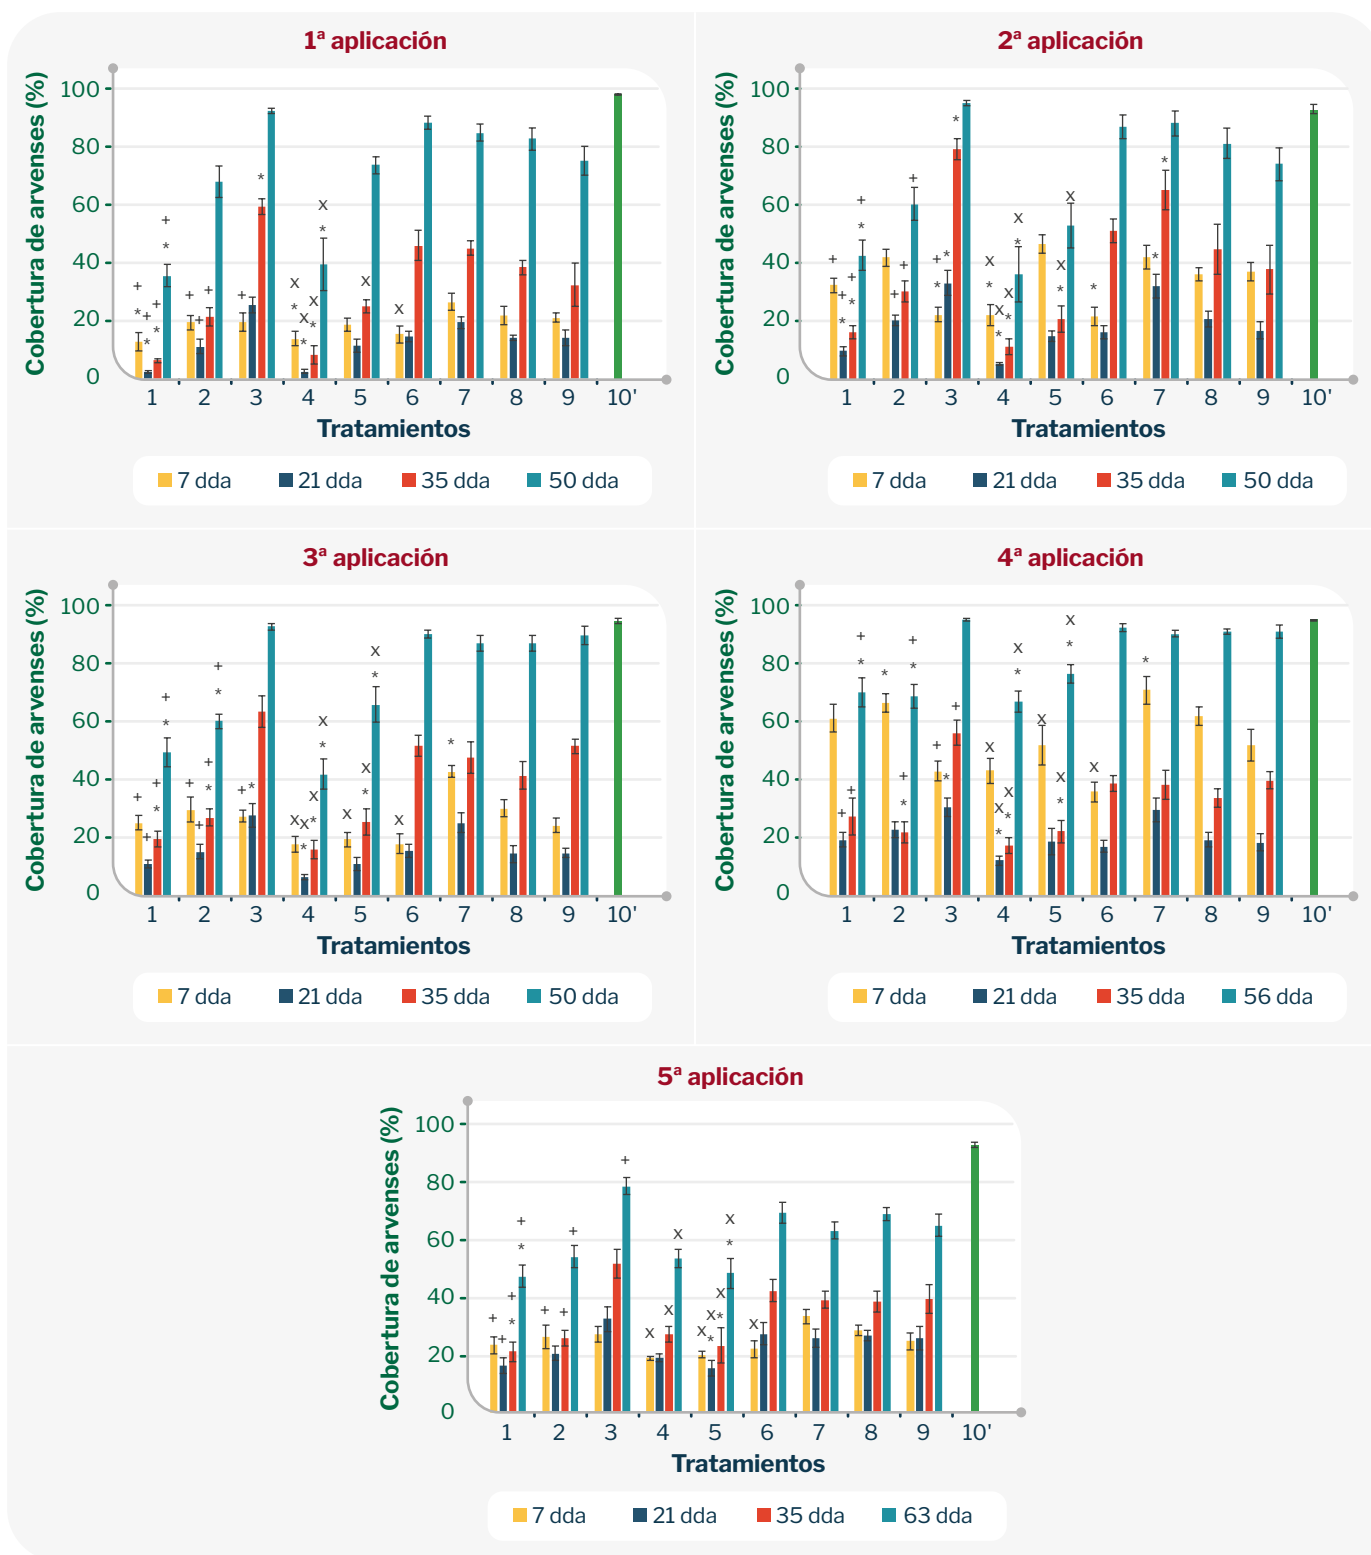 1ª aplicación
Cobertura de arvenses (%)
100
80
60
40
20
0
1 2 3 4 5 6 7 8 9 10'
Tratamientos
7 dda 21 dda 35 dda 50 dda
2ª aplicación
Cobertura de arvenses (%)
100
80
60
40
20
0
1 2 3 4 5 6 7 8 9 10'
Tratamientos
7 dda 21 dda 35 dda 50 dda
3ª aplicación
Cobertura de arvenses (%)
100
80
60
40
20
0
1 2 3 4 5 6 7 8 9 10'
Tratamientos
7 dda 21 dda 35 dda 50 dda
4ª aplicación
Cobertura de arvenses (%)
100
80
60
40
20
0
1 2 3 4 5 6 7 8 9 10'
Tratamientos
7 dda 21 dda 35 dda 56 dda
5ª aplicación
Cobertura de arvenses (%)
100
80
60
40
20
0
1 2 3 4 5 6 7 8 9 10'
Tratamientos
7 dda 21 dda 35 dda 63 dda